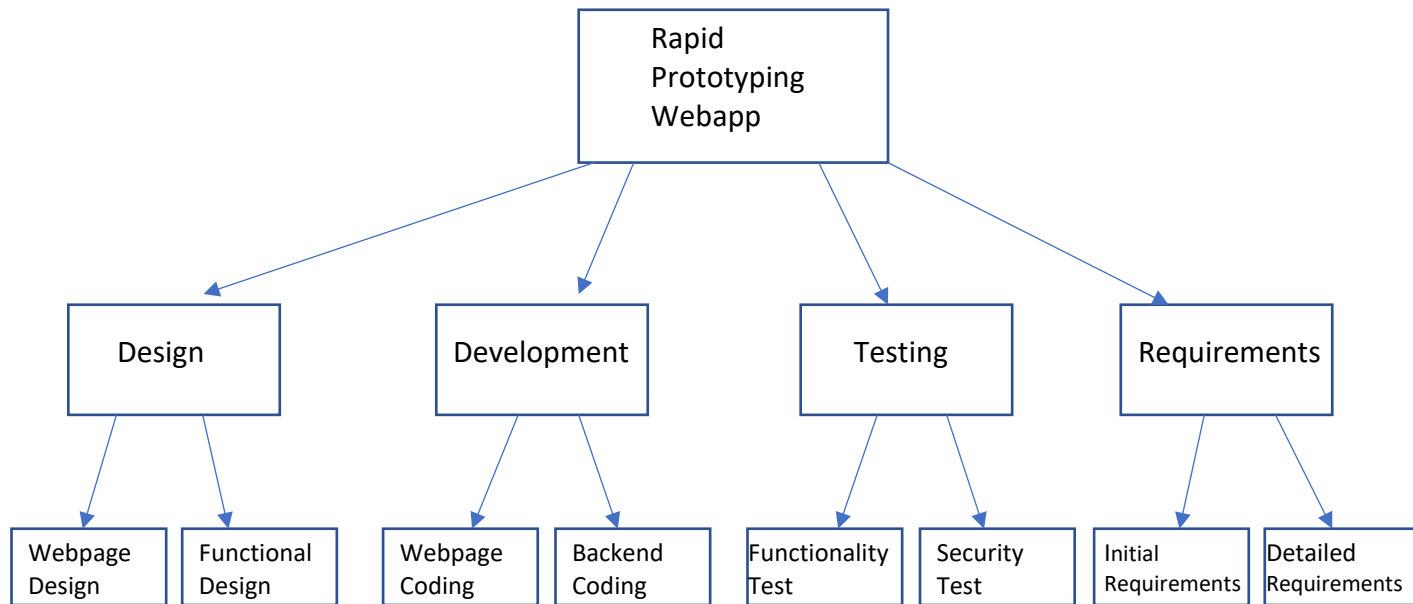 Rapid
Prototyping
Webapp
Design
Development
Testing
Requirements
Webpage
Design
Functional
Design
Webpage
Coding
Backend
Coding
Functionality
Test
Security
Test
Initial
Requirements
Detailed
Requirements